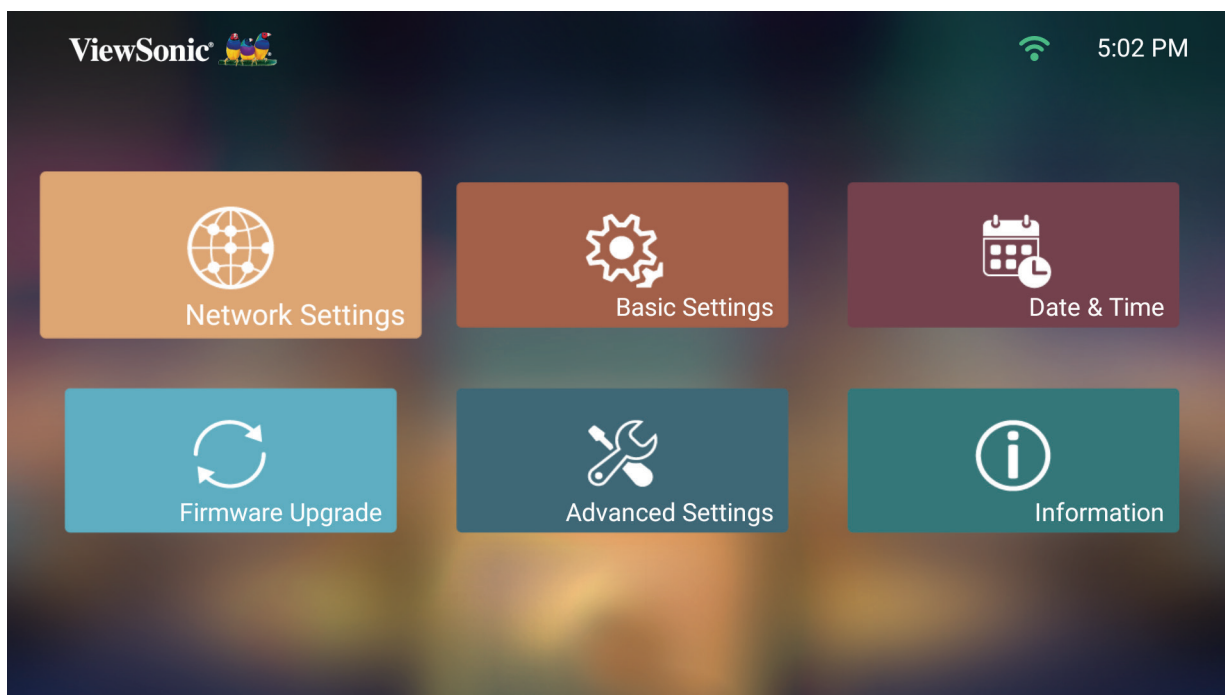 ViewSonic®
5:02 PM
Network Settings
Basic Settings
Date & Time
Firmware Upgrade
Advanced Settings
Information